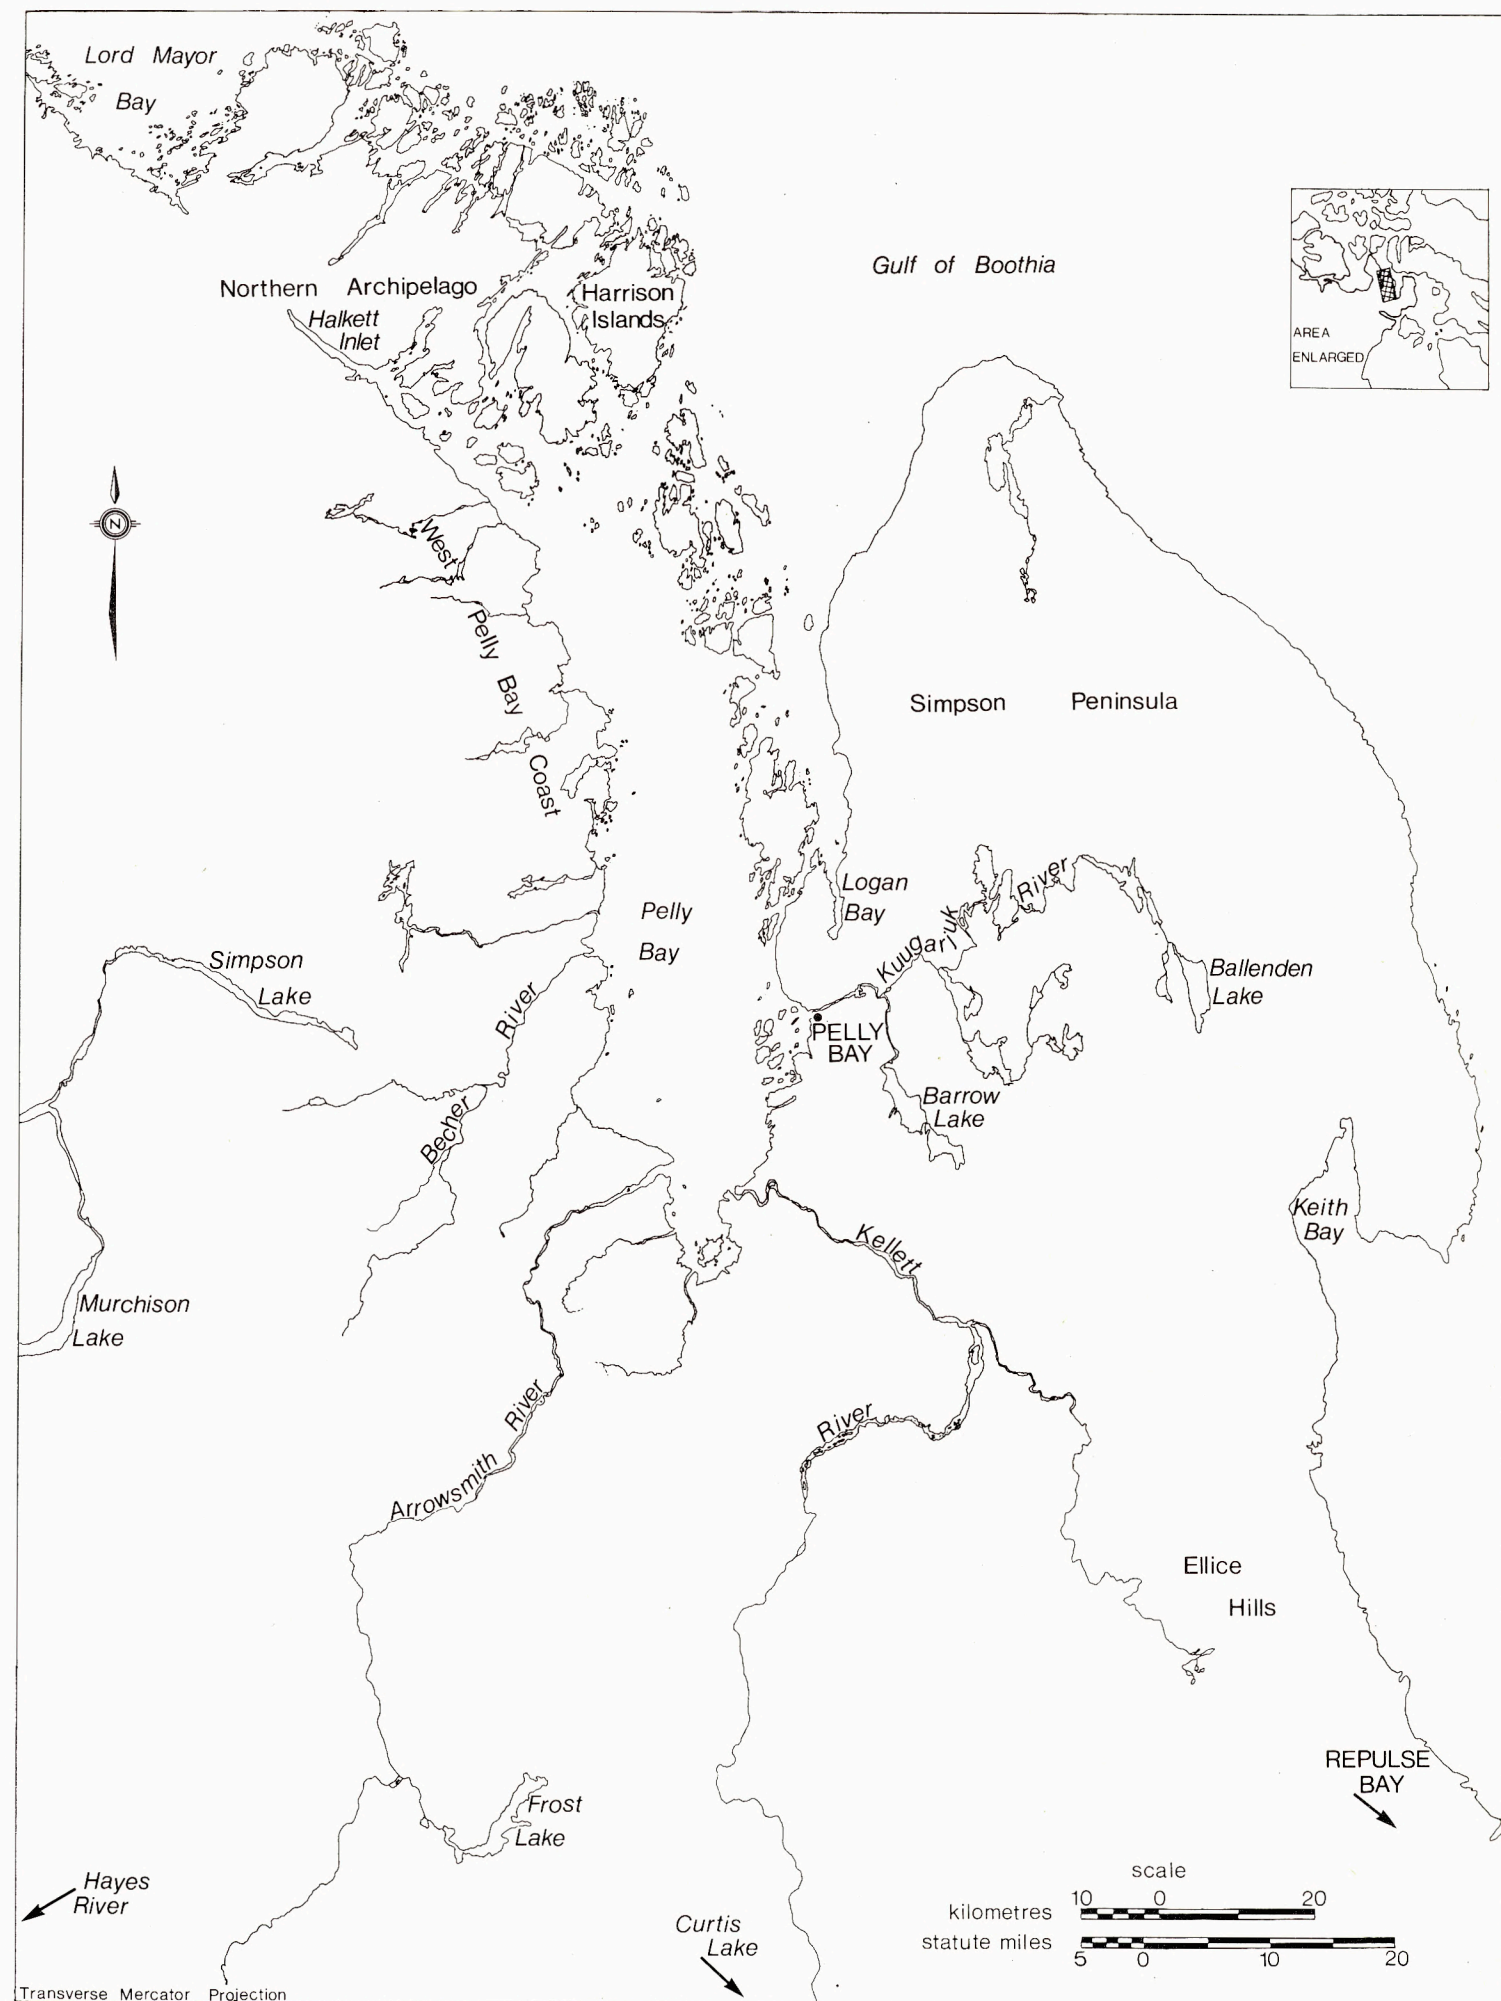 Lord Mayor
Bay
Gulf of Boothia
Northern Archipelago
Harrison
Islands
Halkett
Inlet
AREA
ENLARGED
N
West
Pelly Bay
Coast
Simpson Peninsula
Logan
Bay
Kuugarjuk River
Pelly
Bay
Simpson
Lake
Ballenden
Lake
River
PELLY
BAY
Barrow
Lake
Becher
Keith
Bay
Kellett
Murchison
Lake
River
River
Arrowsmith
Ellice
Hills
REPULSE
BAY
Frost
Lake
Hayes
River
Curtis
Lake
scale
10 0 20
kilometres
statute miles
5 0 10 20
Transverse Mercator Projection